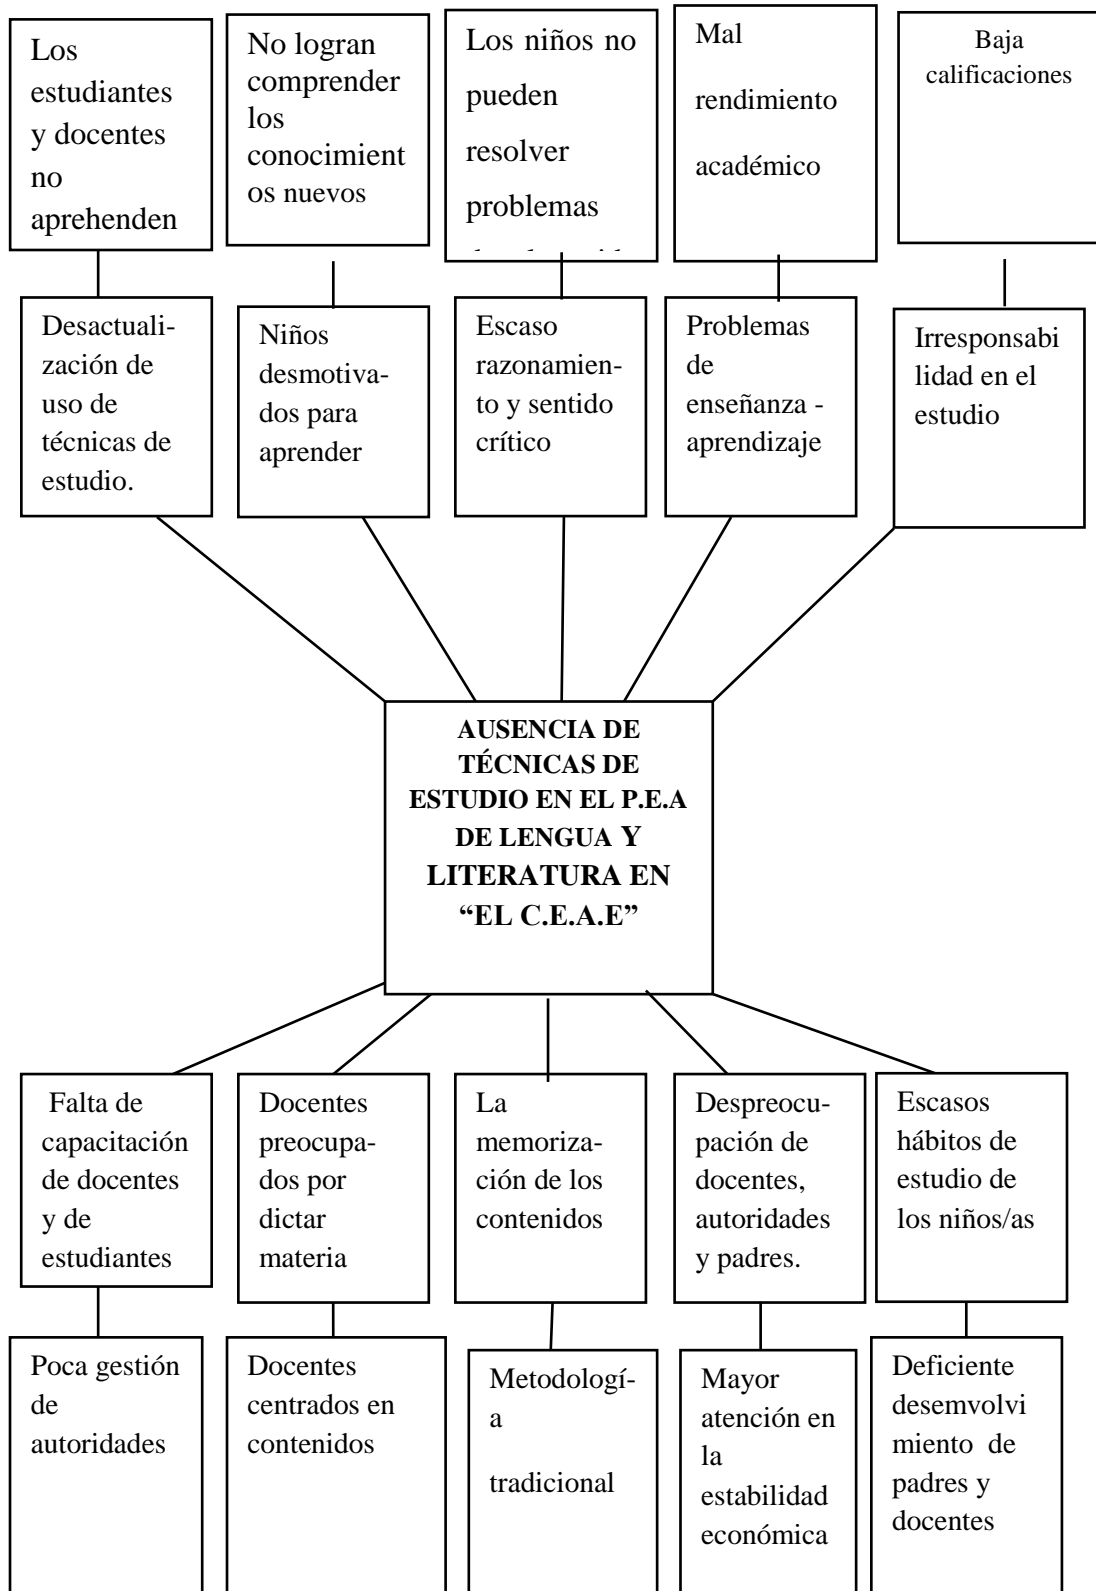 Los
estudiantes
y docentes
no
aprehenden
No logran
comprender
los
conocimient
os nuevos
Los niños no
pueden
resolver
problemas
Mal
rendimiento
académico
Baja
calificaciones
Desactuali-
zación de
uso de
técnicas de
estudio.
Niños
desmotiva-
dos para
aprender
Escaso
razonamien-
to y sentido
crítico
Problemas
de
enseñanza -
aprendizaje
Irresponsabi
lidad en el
estudio
AUSENCIA DE
TÉCNICAS DE
ESTUDIO EN EL P.E.A
DE LENGUA Y
LITERATURA EN
“EL C.E.A.E”
Falta de
capacitación
de docentes
y de
estudiantes
Docentes
preocupa-
dos por
dictar
materia
La
memoriza-
ción de los
contenidos
Despreocu-
pación de
docentes,
autoridades
y padres.
Escasos
hábitos de
estudio de
los niños/as
Poca gestión
de
autoridades
Docentes
centrados en
contenidos
Metodologí-
a
tradicional
Mayor
atención en
la
estabilidad
económica
Deficiente
desemvolvi
miento de
padres y
docentes